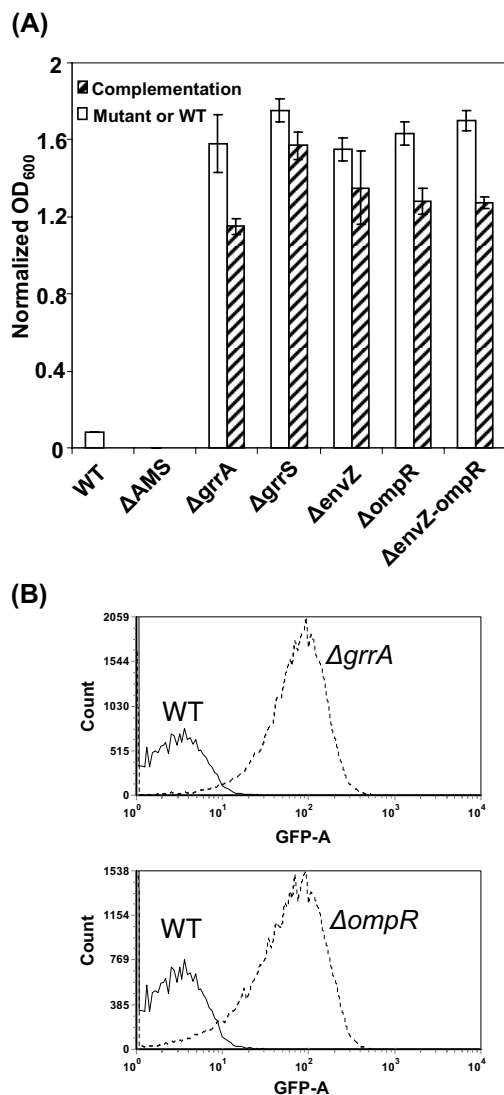 (A)
2
Complementation
Mutant or WT
1.6
1.2
0.8
0.4
0
Normalized OD600
WT
ΔAMS
ΔgrrA
ΔgrrS
ΔenvZ
ΔompR
ΔenvZ-ompR
(B)
2059
1544
1030
515
0
Count
WT
ΔgrrA
10^0 10^1 10^2 10^3 10^4
GFP-A
1538
1154
769
385
0
Count
WT
ΔompR
10^0 10^1 10^2 10^3 10^4
GFP-A